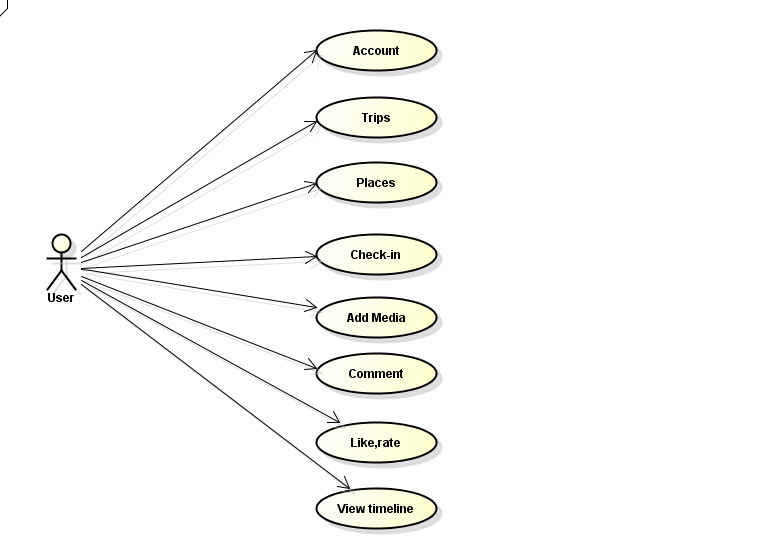 Account
Trips
Places
Check-in
User
Add Media
Comment
Like,rate
View timeline